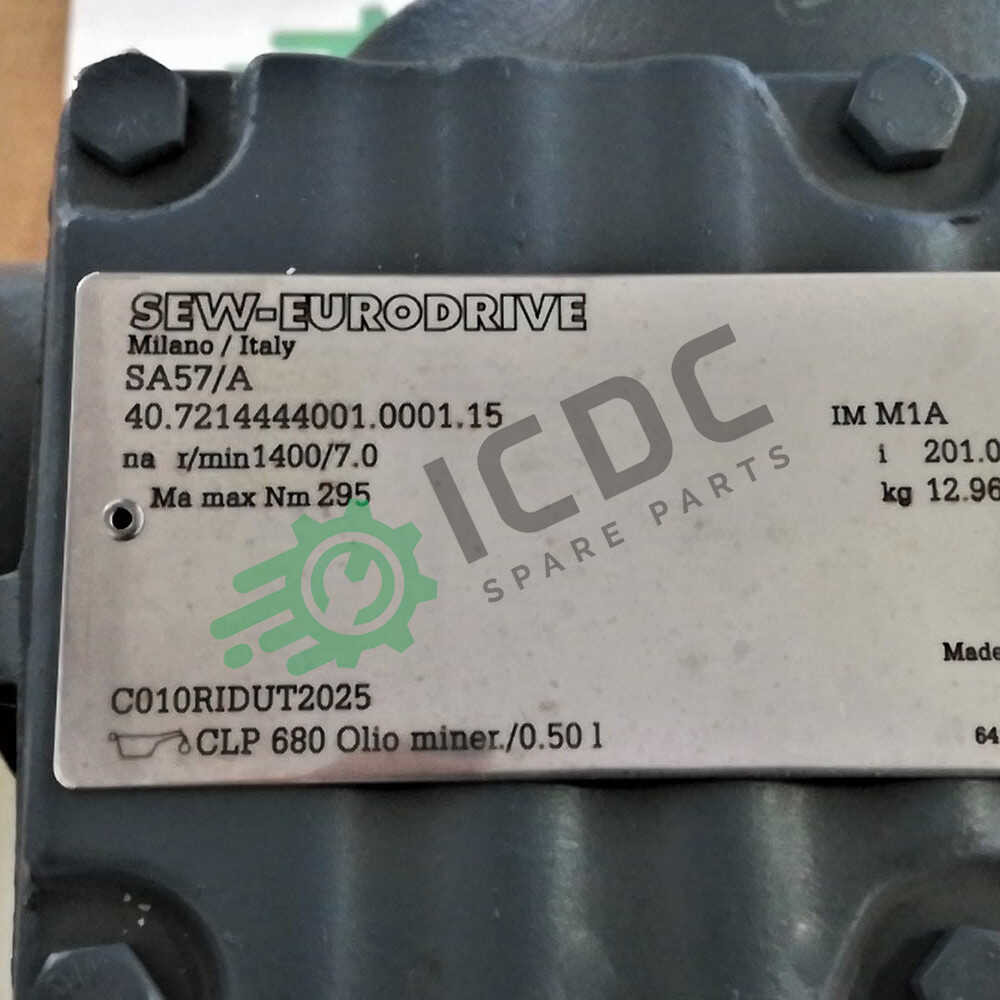 SEW-EURODRIVE
Milano / Italy
SA57/A
40.7214444001.0001.15 IM M1A
na r/min 1400/7.0 i 201.0
Ma max Nm 295 kg 12.96
ICDC
SPARE PARTS
Made
C010RIDUT2025
CLP 680 Olio miner./0.50 l 64